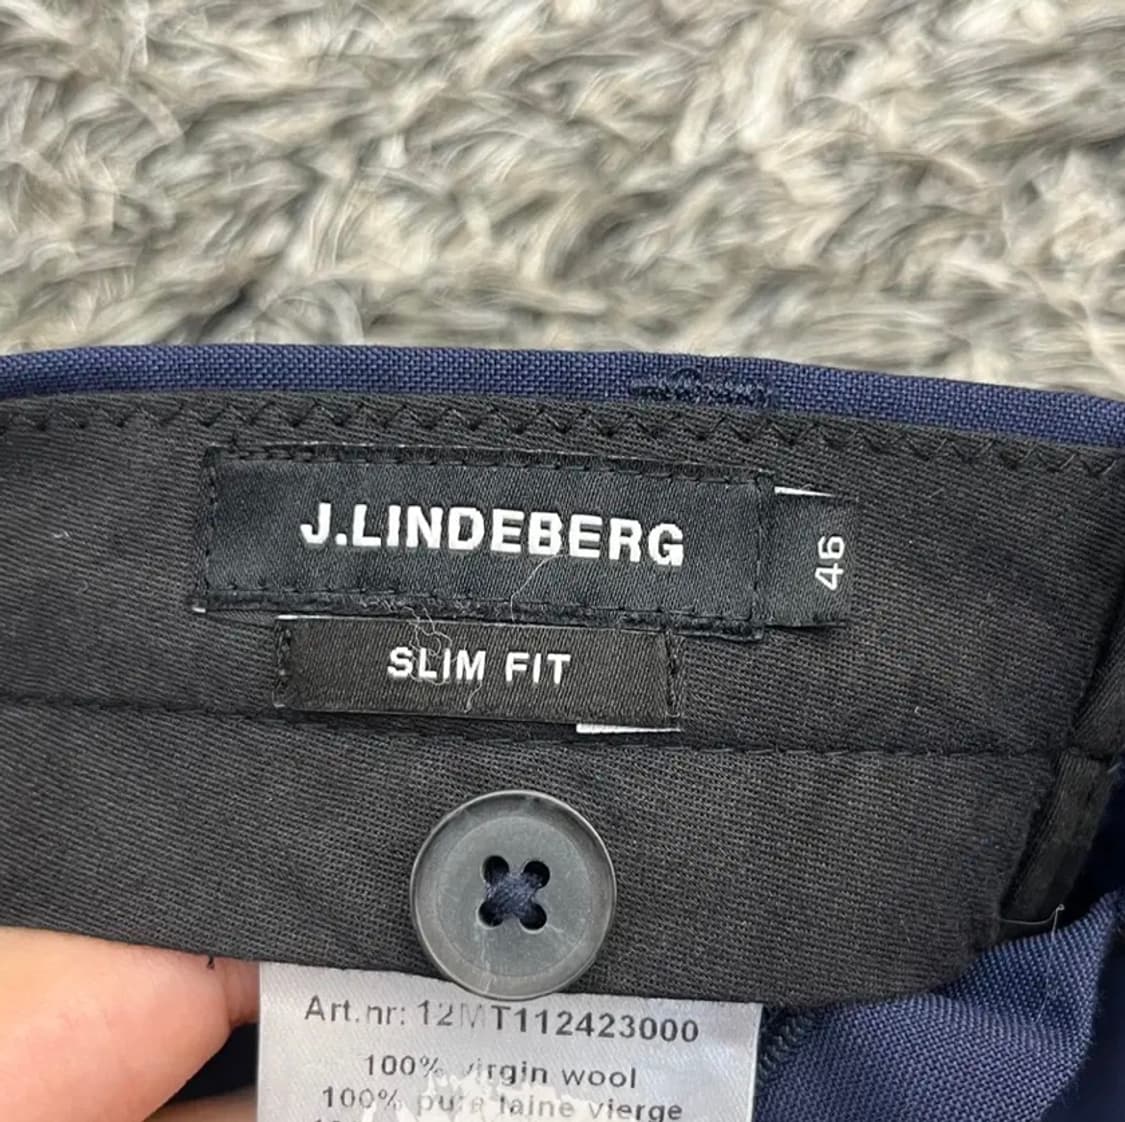 J.LINDEBERG
46
SLIM FIT
Art.nr: 12MT112423000
100% virgin wool
100% pure laine vierge